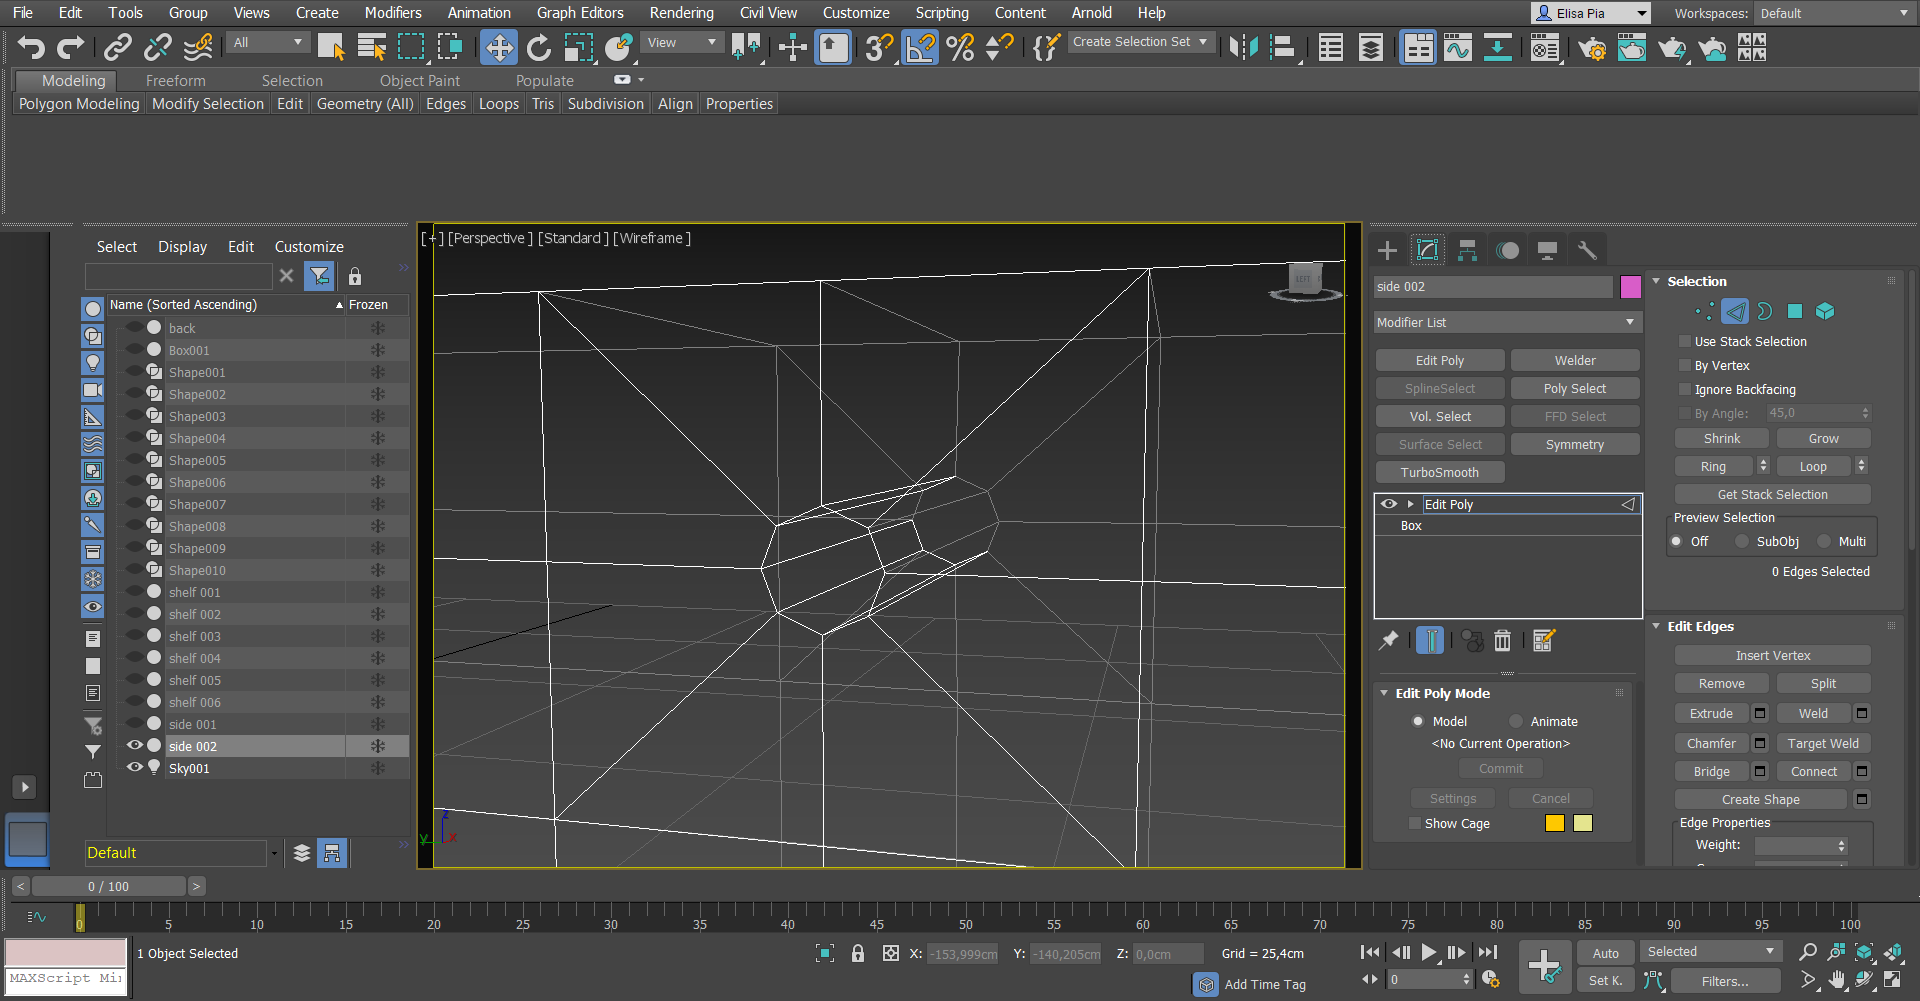 File Edit Tools Group Views Create Modifiers Animation Graph Editors Rendering Civil View Customize Scripting Content Arnold Help
Elisa Pia Workspaces: Default
All View Create Selection Set
Modeling Freeform Selection Object Paint Populate
Polygon Modeling Modify Selection Edit Geometry (All) Edges Loops Tris Subdivision Align Properties
Select Display Edit Customize
Name (Sorted Ascending) Frozen
back
Box001
Shape001
Shape002
Shape003
Shape004
Shape005
Shape006
Shape007
Shape008
Shape009
Shape010
shelf 001
shelf 002
shelf 003
shelf 004
shelf 005
shelf 006
side 001
side 002
Sky001
Default
[+] [Perspective ] [Standard ] [Wireframe ]
LEFT
z
y
x
side 002
Modifier List
Edit Poly Welder
SplineSelect Poly Select
Vol. Select FFD Select
Surface Select Symmetry
TurboSmooth
Edit Poly
Box
Edit Poly Mode
Model Animate
<No Current Operation>
Commit
Settings Cancel
Show Cage
Selection
Use Stack Selection
By Vertex
Ignore Backfacing
By Angle: 45,0
Shrink Grow
Ring Loop
Get Stack Selection
Preview Selection
Off SubObj Multi
0 Edges Selected
Edit Edges
Insert Vertex
Remove Split
Extrude Weld
Chamfer Target Weld
Bridge Connect
Create Shape
Edge Properties
Weight:
< 0 / 100 >
0 5 10 15 20 25 30 35 40 45 50 55 60 65 70 75 80 85 90 95 100
MAXScript Mi
1 Object Selected
X: -153,999cm Y: -140,205cm Z: 0,0cm Grid = 25,4cm
Add Time Tag
0
Auto Selected
Set K. Filters...